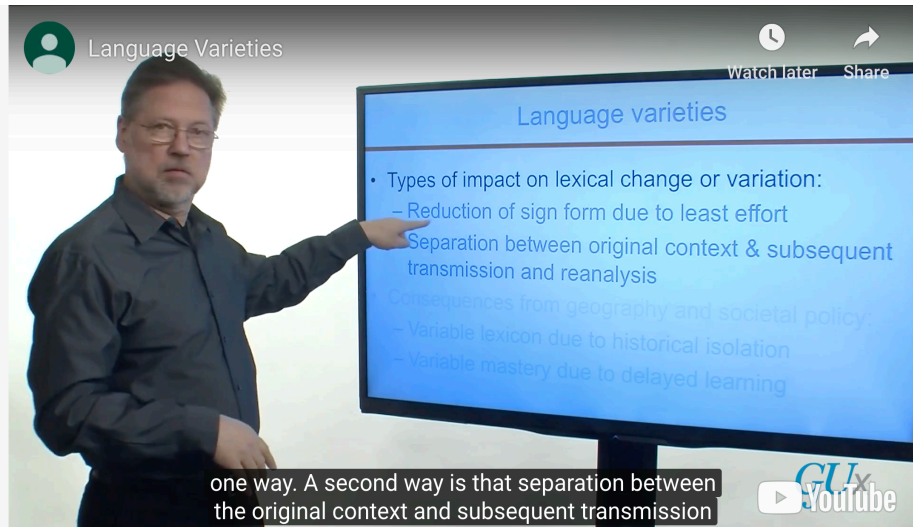 Language Varieties
Watch later
Share
Language varieties
• Types of impact on lexical change or variation:
– Reduction of sign form due to least effort
Separation between original context & subsequent
transmission and reanalysis
• Consequences from geography and societal policy:
– Variable lexicon due to historical isolation
– Variable mastery due to delayed learning
one way. A second way is that separation between
the original context and subsequent transmission
GUx
YouTube